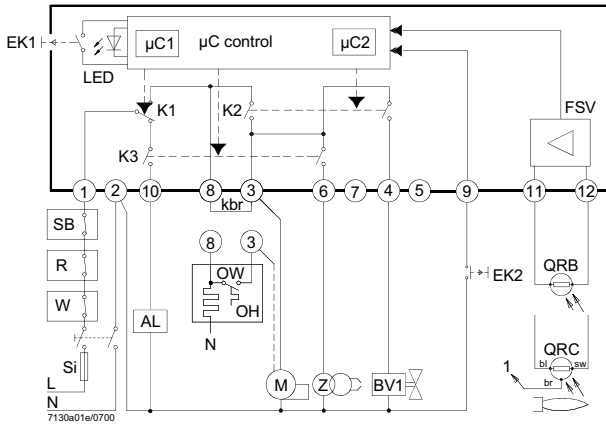 EK1
LED
µC1
µC control
µC2
FSV
K1
K2
K3
1
2
10
8
3
6
7
4
5
9
11
12
kbr
SB
R
W
Si
L
N
7130a01e/0700
AL
8
3
OW
OH
N
M
Z
BV1
EK2
QRB
QRC
bl
sw
br
1